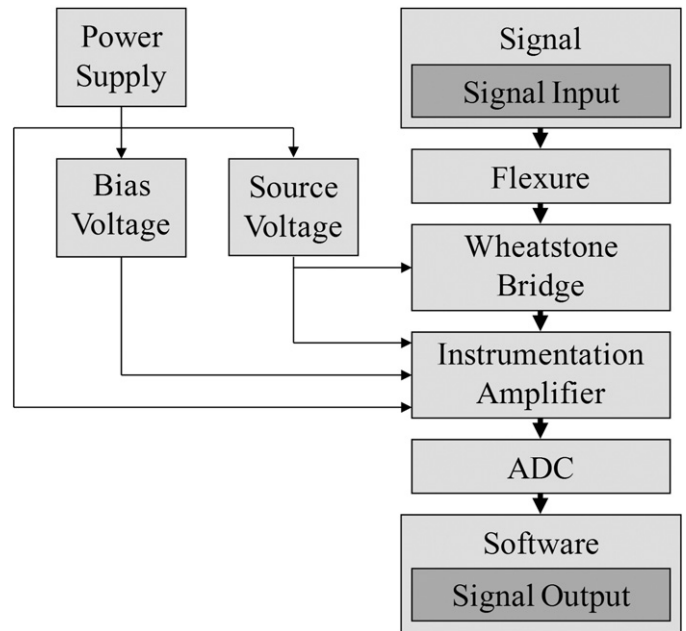 Power
Supply
Bias
Voltage
Source
Voltage
Signal
Signal Input
Flexure
Wheatstone
Bridge
Instrumentation
Amplifier
ADC
Software
Signal Output